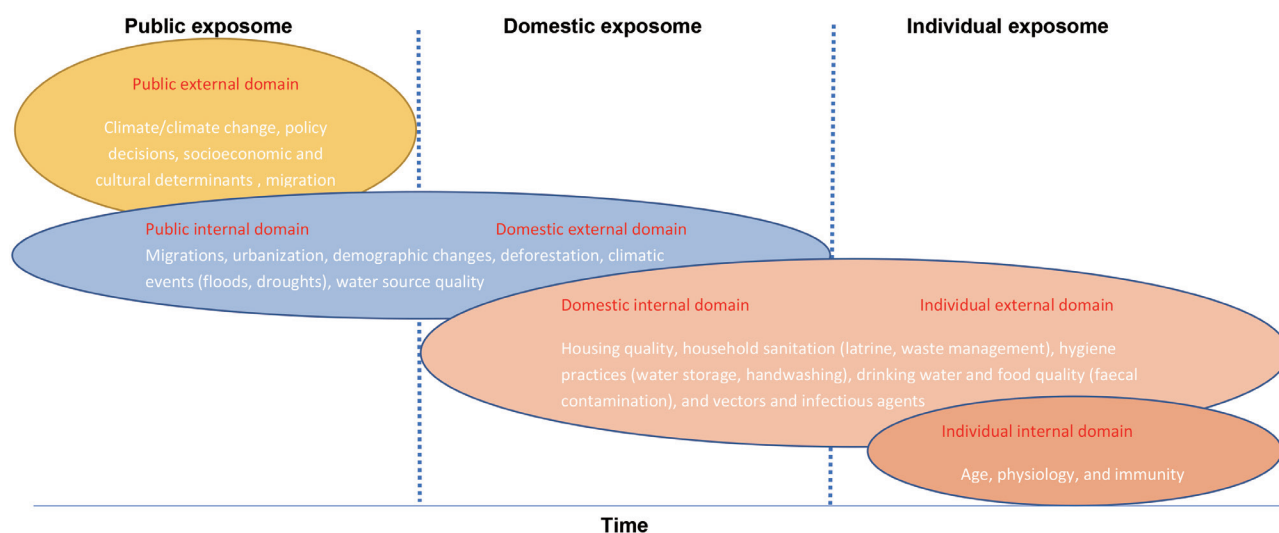 Public exposome
Domestic exposome
Individual exposome
Public external domain
Climate/climate change, policy
decisions, socioeconomic and
cultural determinants , migration
Public internal domain
Domestic external domain
Migrations, urbanization, demographic changes, deforestation, climatic
events (floods, droughts), water source quality
Domestic internal domain
Individual external domain
Housing quality, household sanitation (latrine, waste management), hygiene
practices (water storage, handwashing), drinking water and food quality (faecal
contamination), and vectors and infectious agents
Individual internal domain
Age, physiology, and immunity
Time